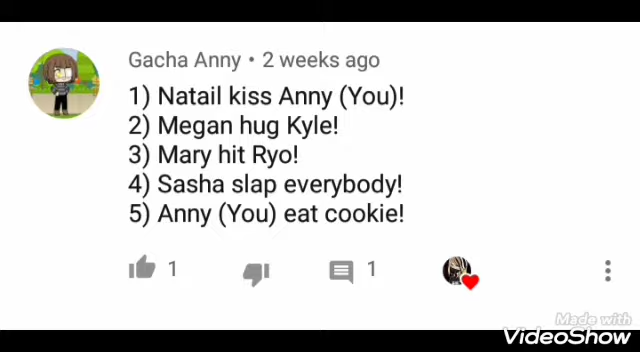 Gacha Anny • 2 weeks ago
1) Natail kiss Anny (You)!
2) Megan hug Kyle!
3) Mary hit Ryo!
4) Sasha slap everybody!
5) Anny (You) eat cookie!
1 1
Made with
VideoShow